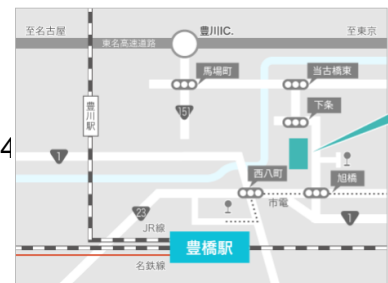 至名古屋
豊川IC.
至東京
東名高速道路
馬場町
当古橋東
豊川駅
151
下条
4
1
西八町
旭橋
23
市電
1
JR線
豊橋駅
名鉄線